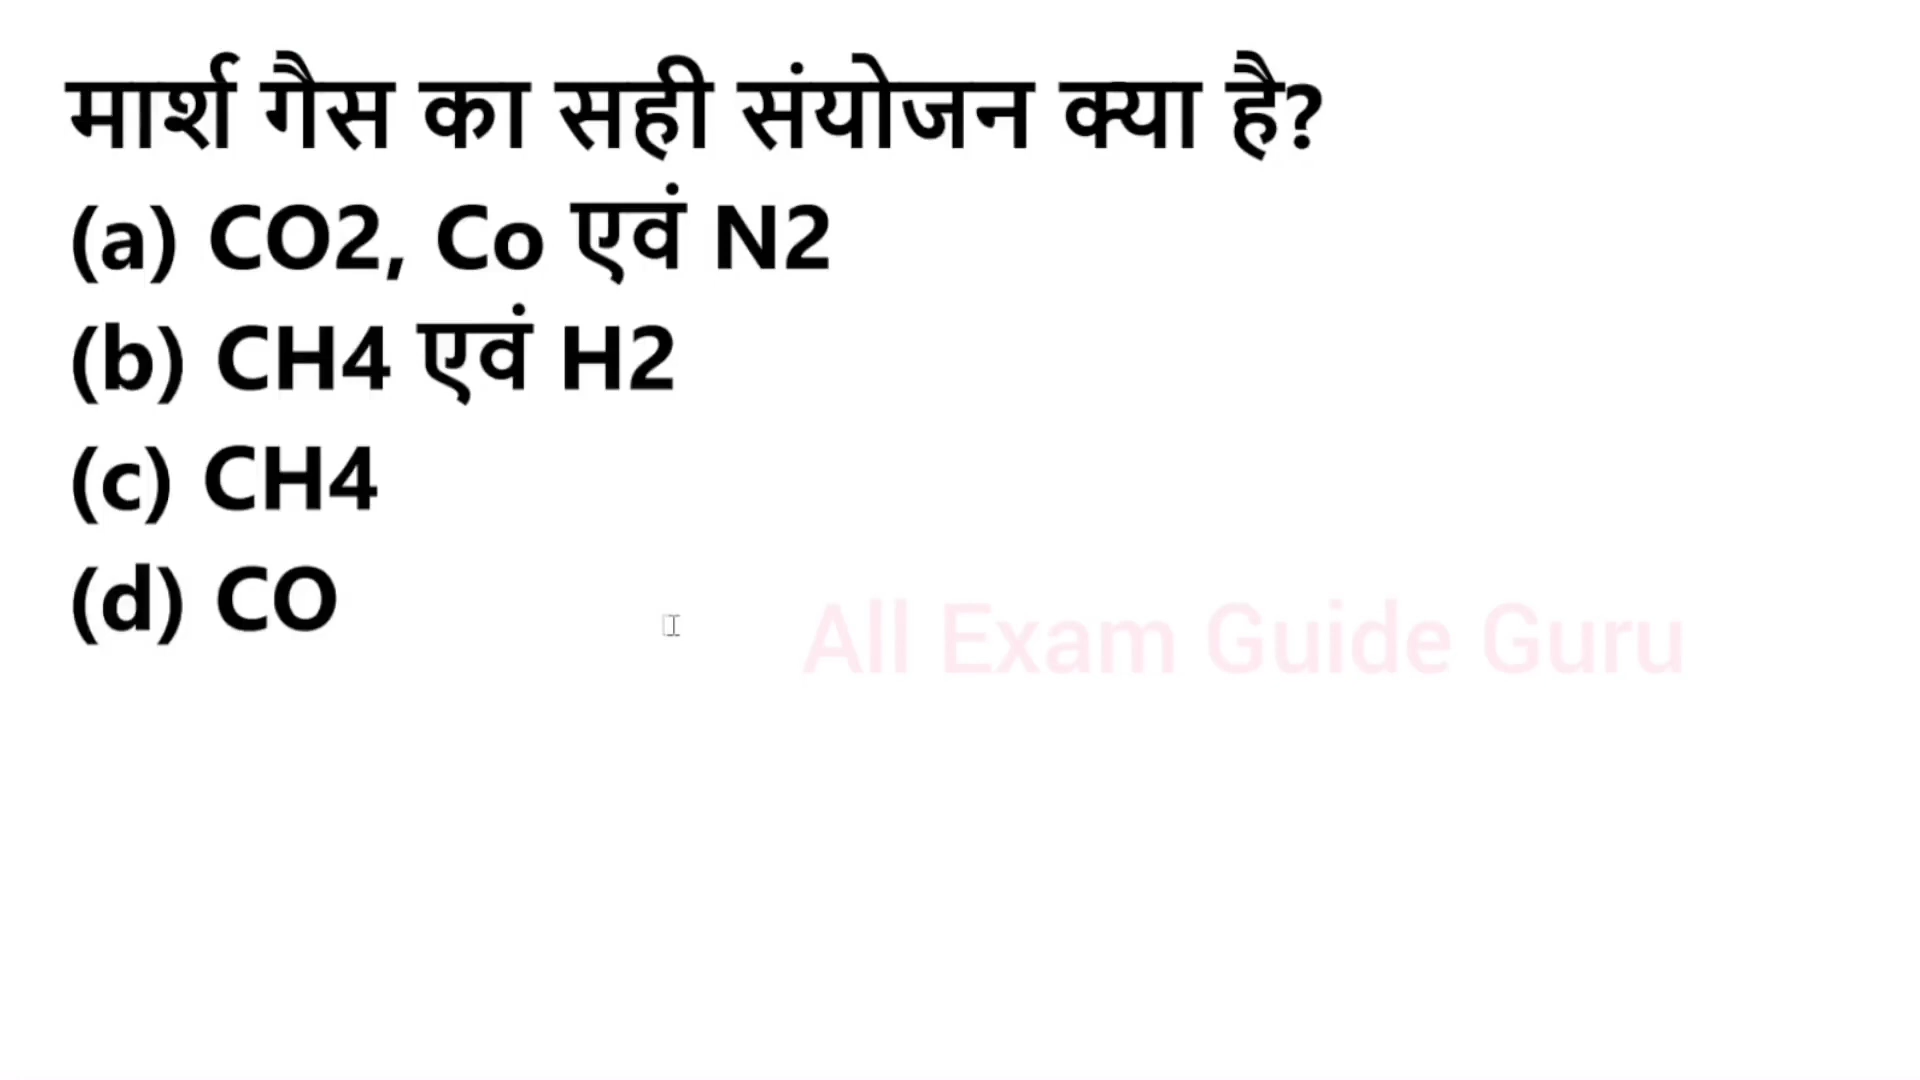 मार्श गैस का सही संयोजन क्या है?
(a) CO2, Co एवं N2
(b) CH4 एवं H2
(c) CH4
(d) CO
All Exam Guide Guru